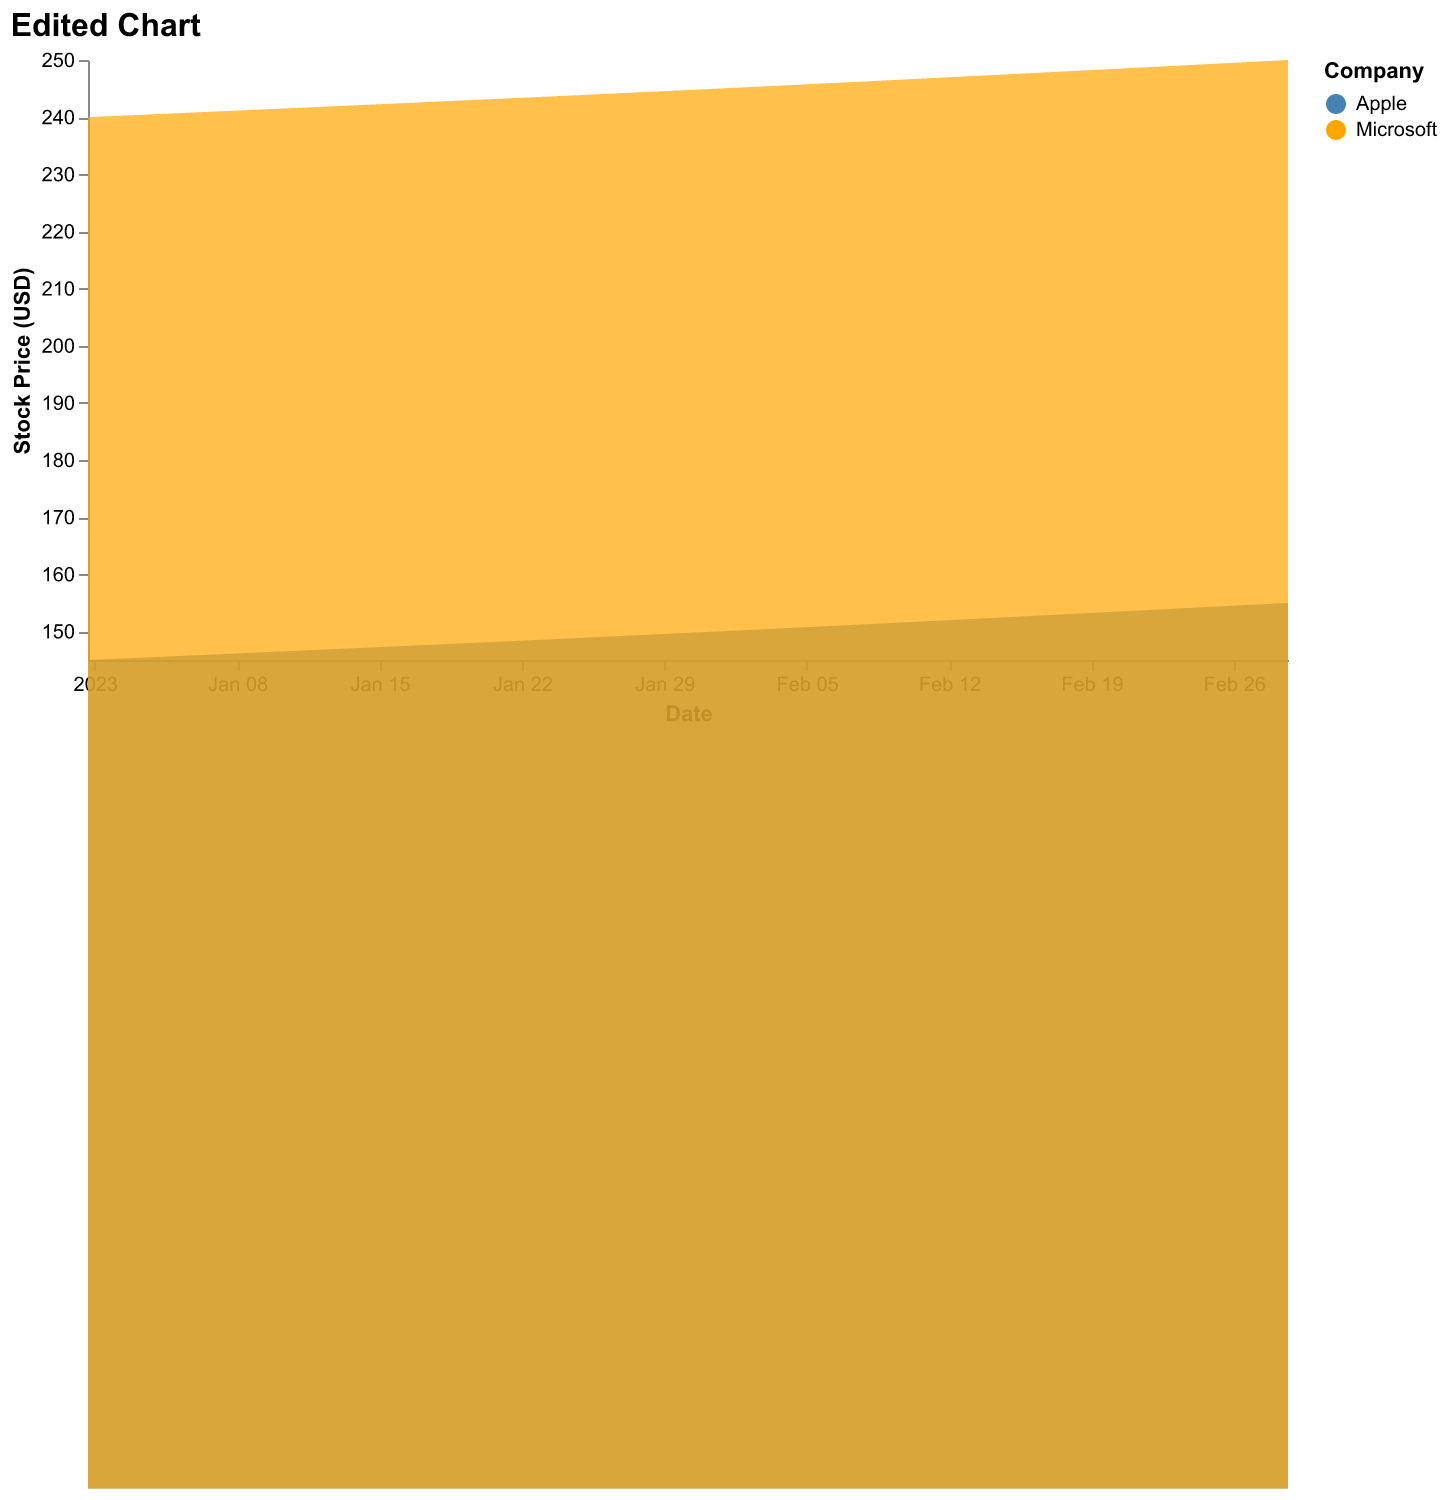 Edited Chart
250
240
230
220
210
200
190
180
170
160
150
Stock Price (USD)
2023 Jan 08 Jan 15 Jan 22 Jan 29 Feb 05 Feb 12 Feb 19 Feb 26
Date
Company
Apple
Microsoft